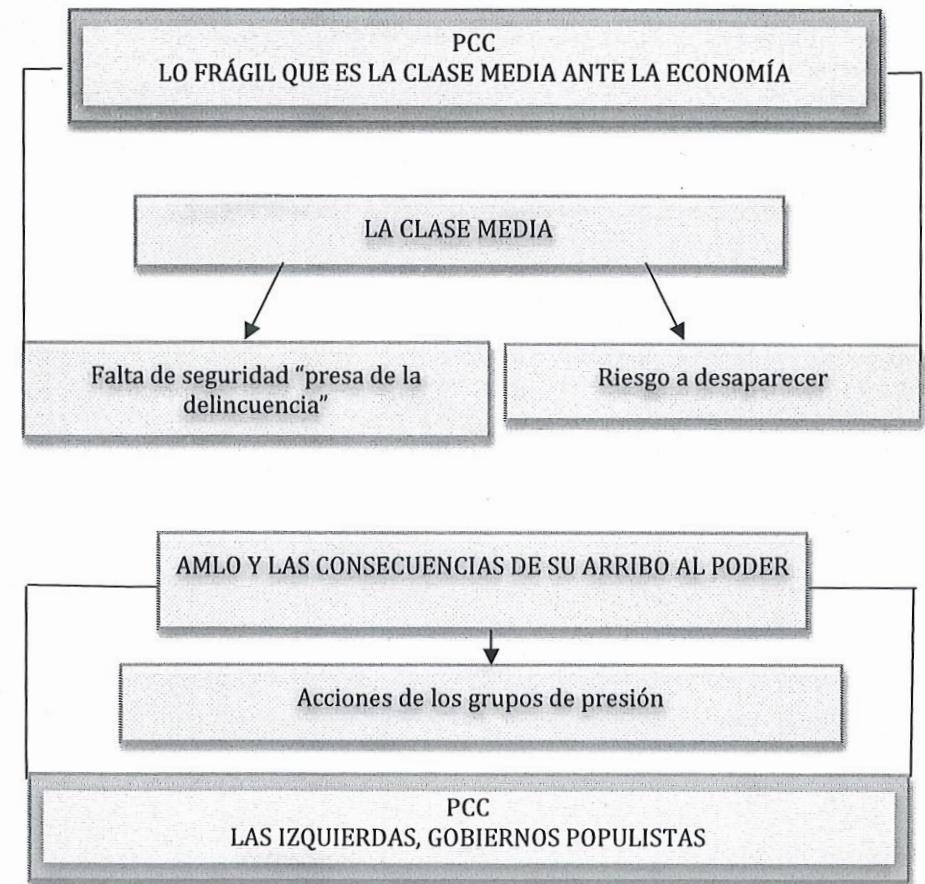 PCC
LO FRÁGIL QUE ES LA CLASE MEDIA ANTE LA ECONOMÍA
LA CLASE MEDIA
Falta de seguridad “presa de la
delincuencia”
Riesgo a desaparecer
AMLO Y LAS CONSECUENCIAS DE SU ARRIBO AL PODER
Acciones de los grupos de presión
PCC
LAS IZQUIERDAS, GOBIERNOS POPULISTAS